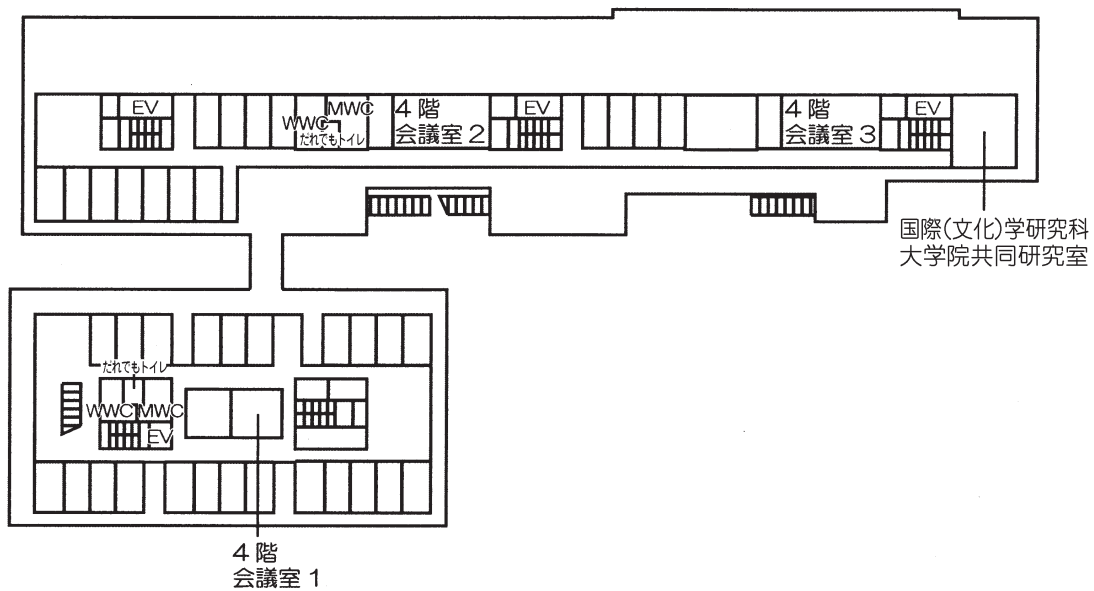 EV
MWC
WWC
だれでもトイレ
4階
会議室2
EV
4階
会議室3
EV
国際(文化)学研究科
大学院共同研究室
だれでもトイレ
WWC
MWC
EV
4階
会議室1